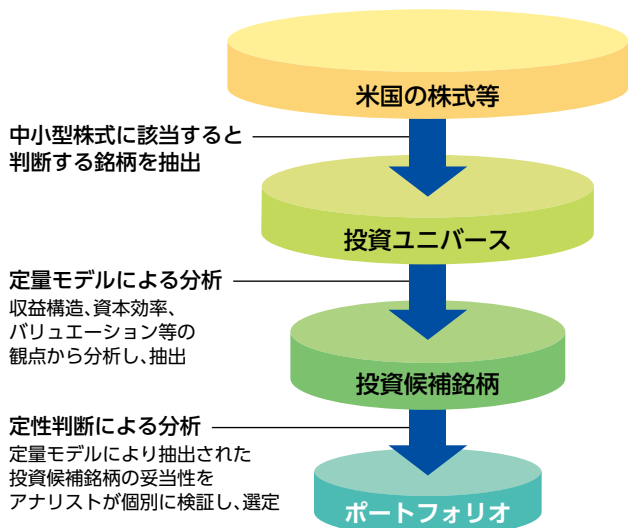 米国の株式等
中小型株式に該当すると
判断する銘柄を抽出
投資ユニバース
定量モデルによる分析
収益構造、資本効率、
バリュエーション等の
観点から分析し、抽出
投資候補銘柄
定性判断による分析
定量モデルにより抽出された
投資候補銘柄の妥当性を
アナリストが個別に検証し、選定
ポートフォリオ